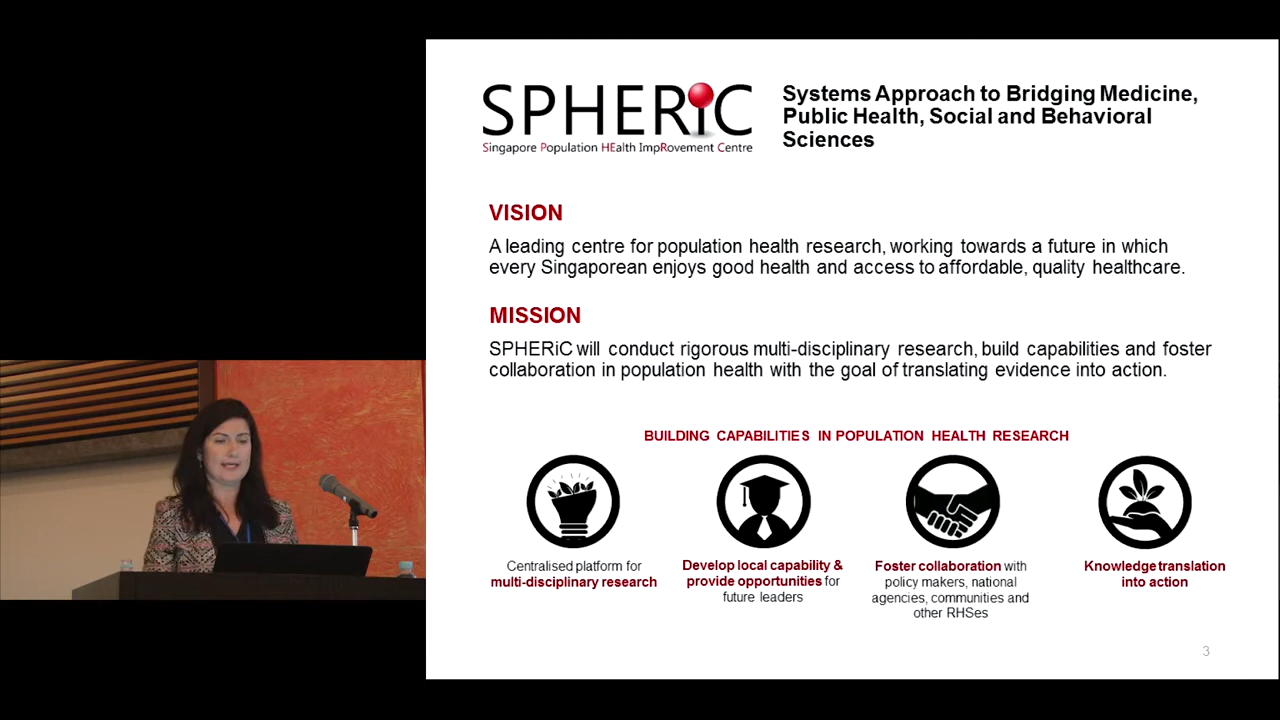 SPHERiC
Singapore Population HEalth ImpRovement Centre
Systems Approach to Bridging Medicine,
Public Health, Social and Behavioral
Sciences
VISION
A leading centre for population health research, working towards a future in which
every Singaporean enjoys good health and access to affordable, quality healthcare.
MISSION
SPHERiC will conduct rigorous multi-disciplinary research, build capabilities and foster
collaboration in population health with the goal of translating evidence into action.
BUILDING CAPABILITIES IN POPULATION HEALTH RESEARCH
Centralised platform for
multi-disciplinary research
Develop local capability &
provide opportunities for
future leaders
Foster collaboration with
policy makers, national
agencies, communities and
other RHSes
Knowledge translation
into action
3